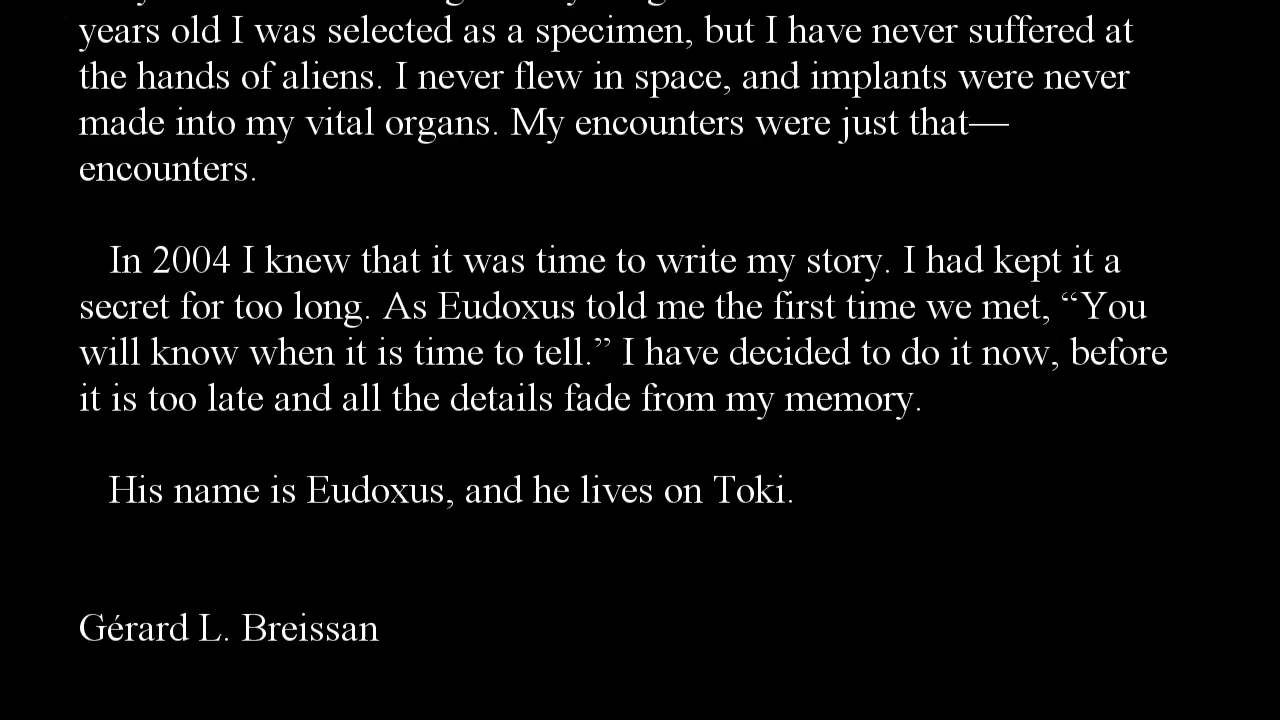 years old I was selected as a specimen, but I have never suffered at
the hands of aliens. I never flew in space, and implants were never
made into my vital organs. My encounters were just that—
encounters.
In 2004 I knew that it was time to write my story. I had kept it a
secret for too long. As Eudoxus told me the first time we met, “You
will know when it is time to tell.” I have decided to do it now, before
it is too late and all the details fade from my memory.
His name is Eudoxus, and he lives on Toki.
Gérard L. Breissan